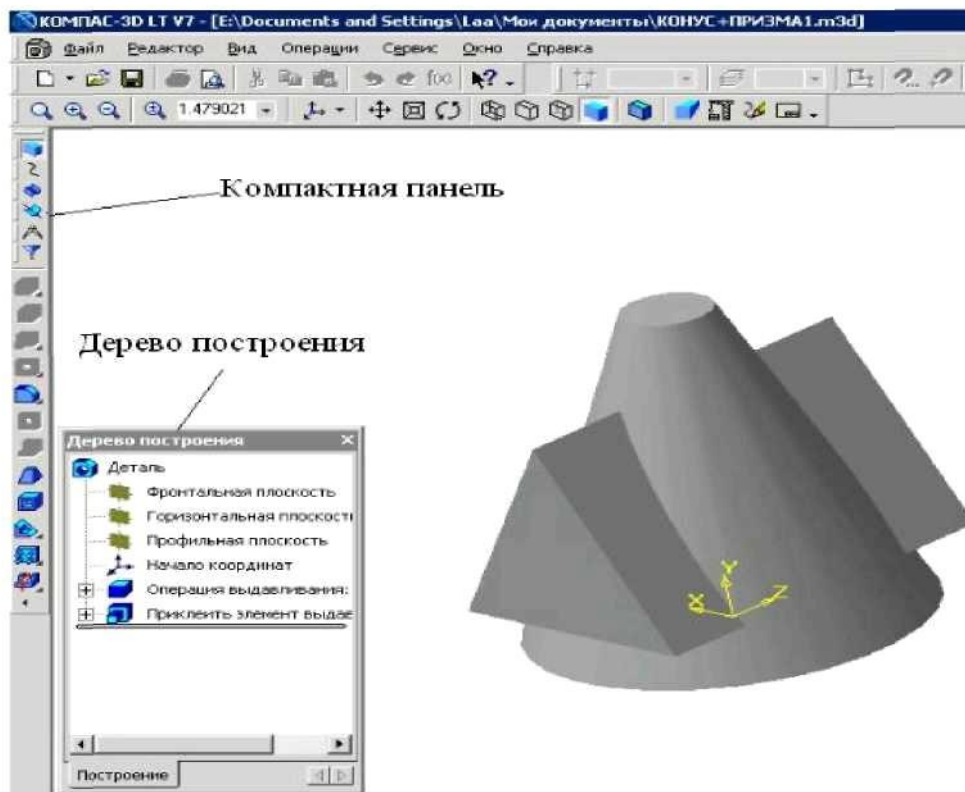 КОМПАС-3D LT V7 - [E:\Documents and Settings\Laa\Мои документы\КОНУС+ПРИЗМА1.m3d]
Файл Редактор Вид Операции Сервис Окно Справка
f(x)
1.479021
Компактная панель
Дерево построения
Дерево построения
Деталь
Фронтальная плоскость
Горизонтальная плоскость
Профильная плоскость
Начало координат
Операция выдавливания:
Приклеить элемент выдав
Построение
Y
X Z